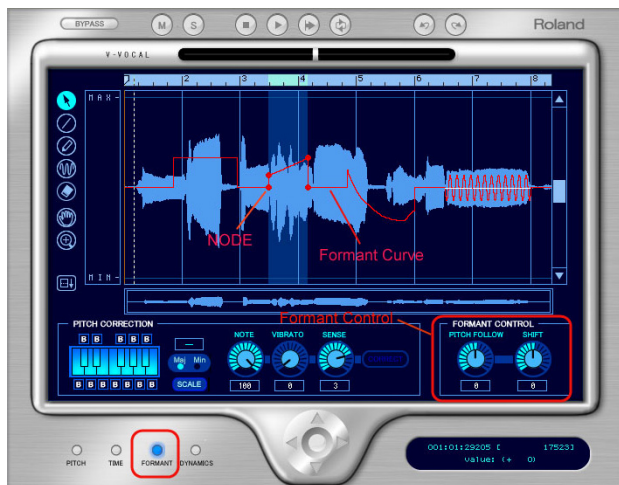 BYPASS M S Roland
V-VOCAL
2 3 4 5 6 7 8
MAX
NODE
Formant Curve
MIN
Formant Control
PITCH CORRECTION
FORMANT CONTROL
B B B B B
NOTE VIBRATO SENSE
PITCH FOLLOW SHIFT
Maj Min
B B B B B B B
SCALE
100 0 3
0 0
PITCH TIME FORMANT DYNAMICS
001:01:29205 [ 17523]
value: (+ 0)